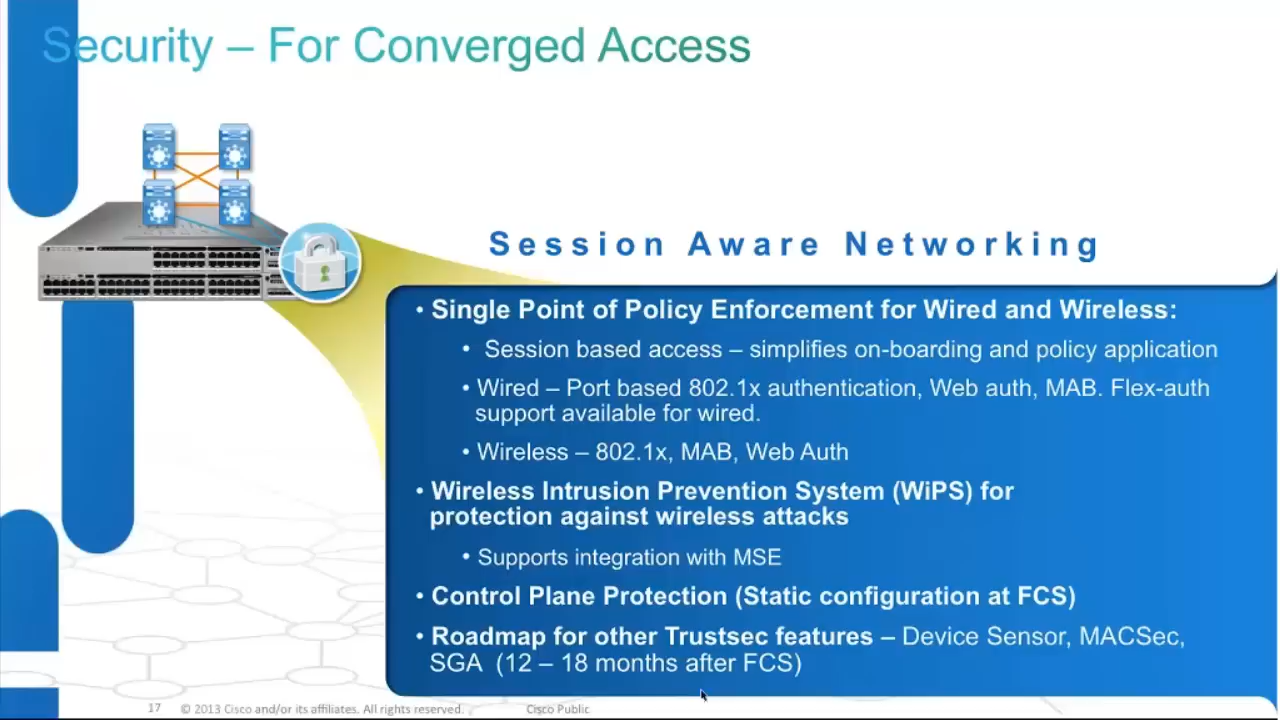 Security – For Converged Access
Session Aware Networking
• Single Point of Policy Enforcement for Wired and Wireless:
• Session based access – simplifies on-boarding and policy application
• Wired – Port based 802.1x authentication, Web auth, MAB. Flex-auth
support available for wired.
• Wireless – 802.1x, MAB, Web Auth
• Wireless Intrusion Prevention System (WiPS) for
protection against wireless attacks
• Supports integration with MSE
• Control Plane Protection (Static configuration at FCS)
• Roadmap for other Trustsec features – Device Sensor, MACSec,
SGA (12 – 18 months after FCS)
17 © 2013 Cisco and/or its affiliates. All rights reserved. Cisco Public